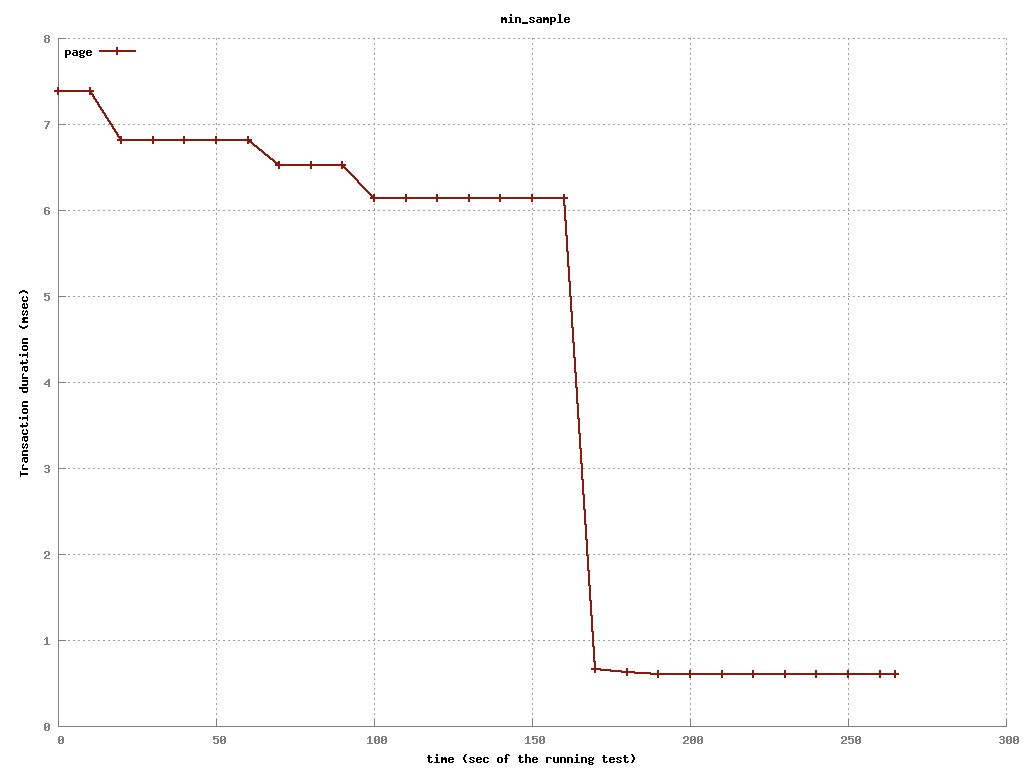 min_sample
page
8
7
6
5
4
3
2
1
0
Transaction duration (msec)
0 50 100 150 200 250 300
time (sec of the running test)